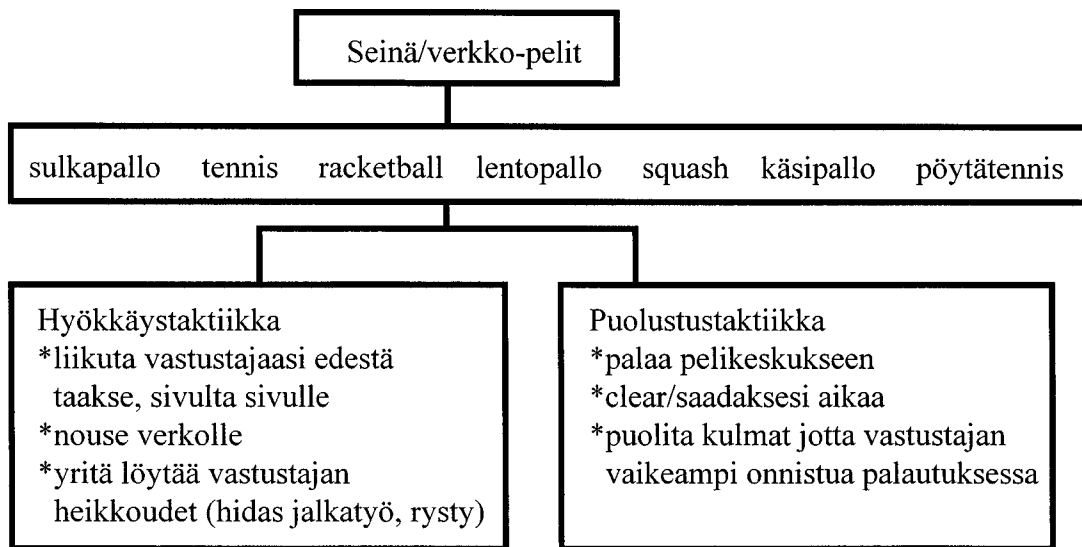 Seinä/verkko-pelit
sulkapallo tennis racketball lentopallo squash käsipallo pöytätennis
Hyökkäystaktiikka
*liikuta vastustajaasi edestä
taakse, sivulta sivulle
*nouse verkolle
*yritä löytää vastustajan
heikkoudet (hidas jalkatyö, rysty)
Puolustustaktiikka
*palaa pelikeskukseen
*clear/saadaksesi aikaa
*puolita kulmat jotta vastustajan
vaikeampi onnistua palautuksessa